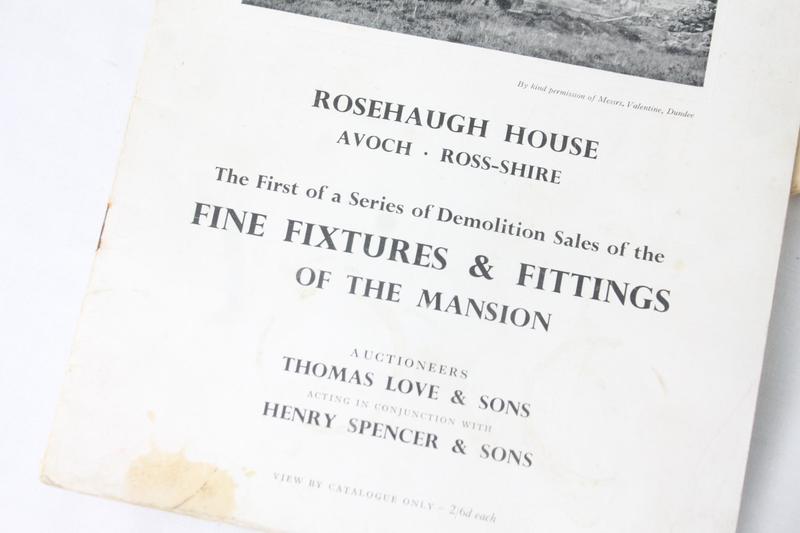 By kind permission of Messrs. Valentine, Dundee
ROSEHAUGH HOUSE
AVOCH · ROSS-SHIRE
The First of a Series of Demolition Sales of the
FINE FIXTURES & FITTINGS
OF THE MANSION
AUCTIONEERS
THOMAS LOVE & SONS
ACTING IN CONJUNCTION WITH
HENRY SPENCER & SONS
VIEW BY CATALOGUE ONLY – 2/6d each